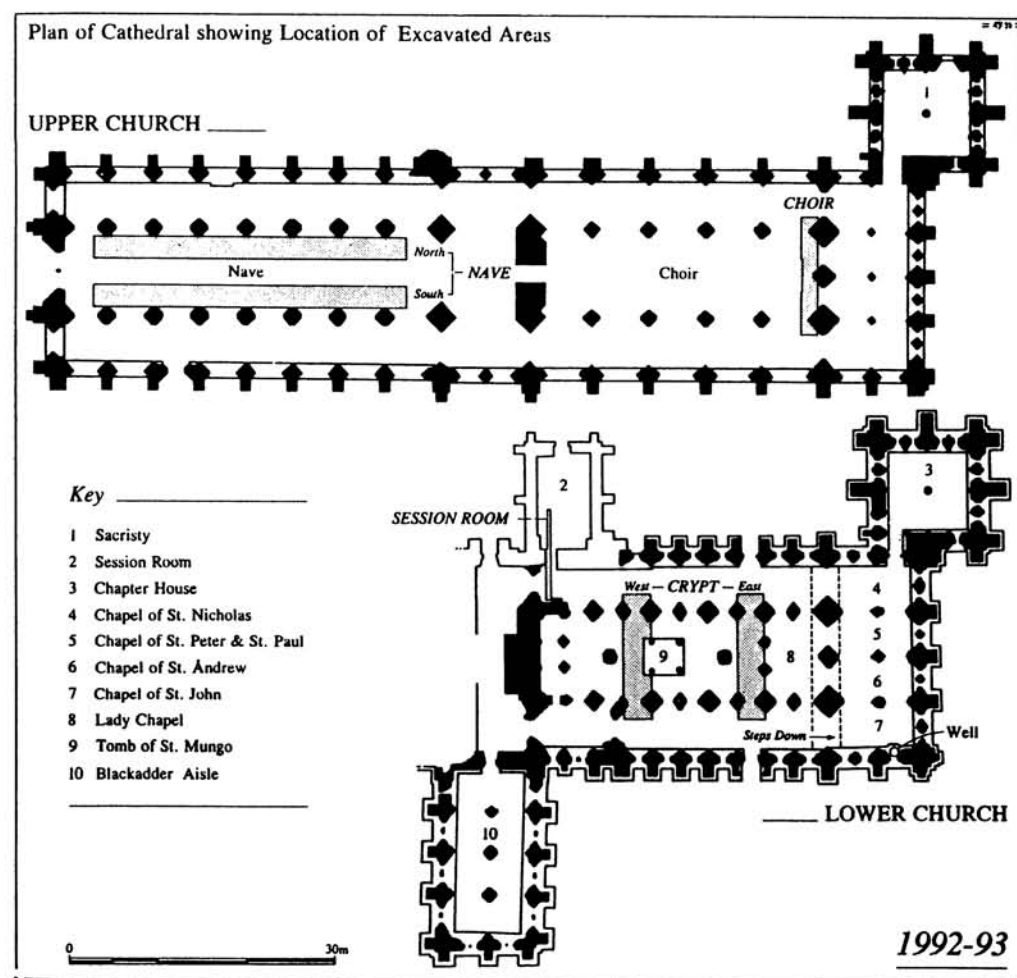 Plan of Cathedral showing Location of Excavated Areas
UPPER CHURCH
1
CHOIR
North
Nave
NAVE
Choir
South
Key
1 Sacristy
2 Session Room
3 Chapter House
4 Chapel of St. Nicholas
5 Chapel of St. Peter & St. Paul
6 Chapel of St. Andrew
7 Chapel of St. John
8 Lady Chapel
9 Tomb of St. Mungo
10 Blackadder Aisle
2
3
SESSION ROOM
West – CRYPT – East
4
5
9
8
6
7
Steps Down
Well
LOWER CHURCH
10
0 30m
1992-93